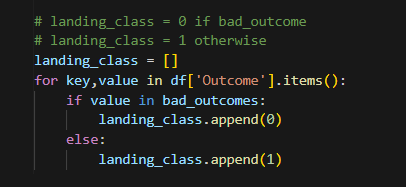 # landing_class = 0 if bad_outcome
# landing_class = 1 otherwise
landing_class = []
for key,value in df['Outcome'].items():
    if value in bad_outcomes:
        landing_class.append(0)
    else:
        landing_class.append(1)